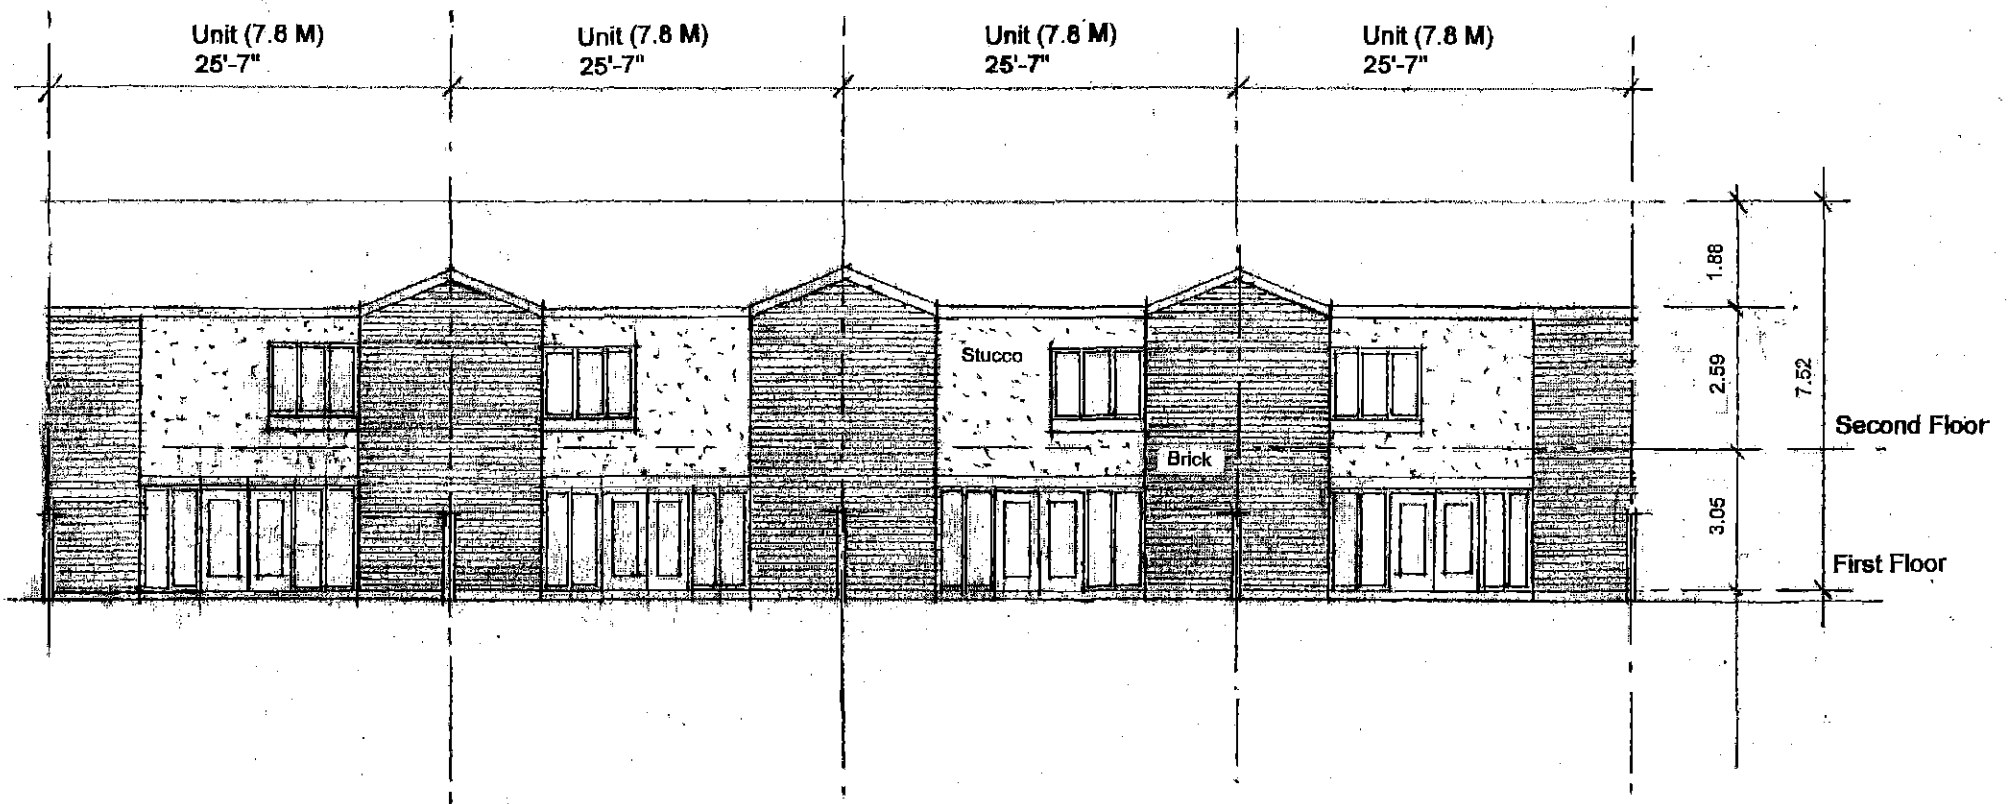 Unit (7.8 M)
25'-7"
Unit (7.8 M)
25'-7"
Unit (7.8 M)
25'-7"
Unit (7.8 M)
25'-7"
1.88
Stucco
2.59
7.52
Second Floor
Brick
3.05
First Floor